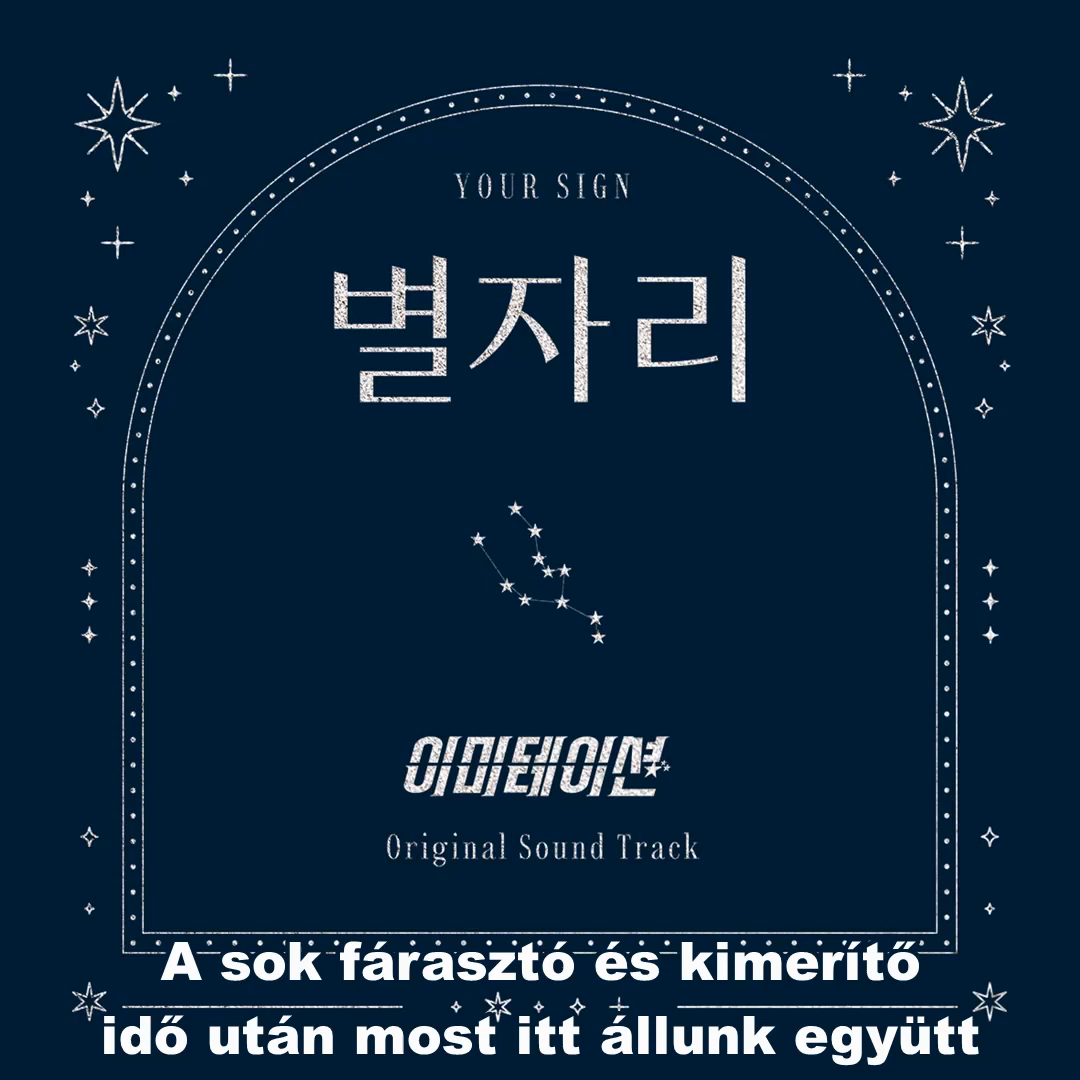 YOUR SIGN
별자리
이미테이션
Original Sound Track
A sok fárasztó és kimerítő
idő után most itt állunk együtt